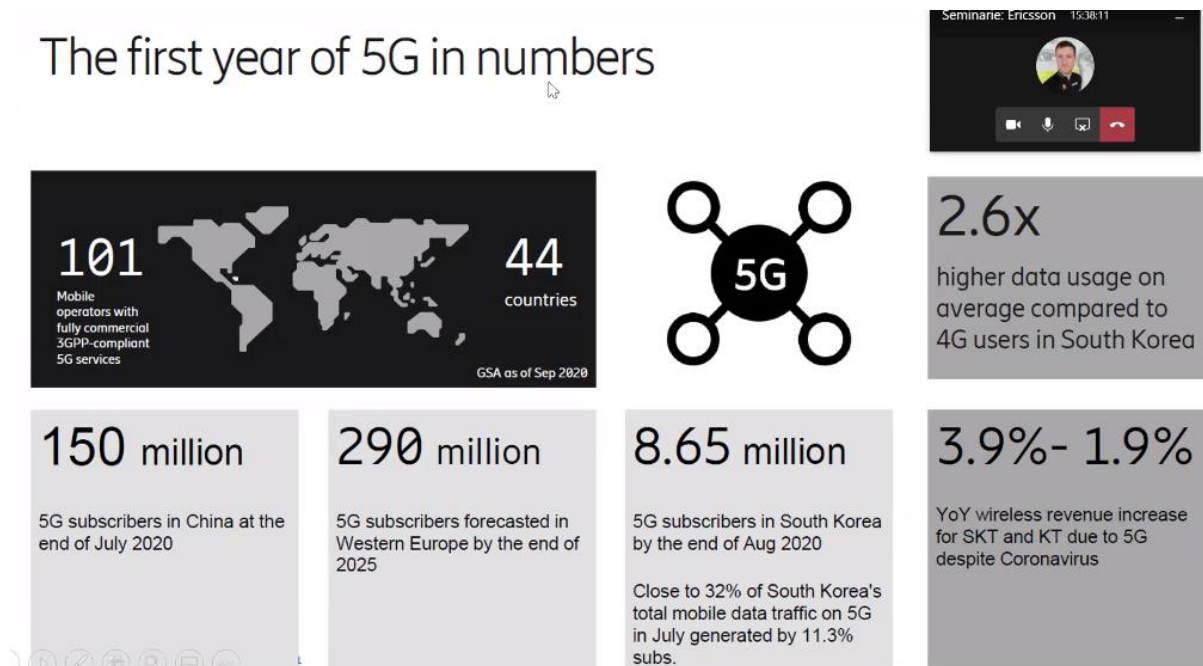 The first year of 5G in numbers
Seminarie: Ericsson 15:38:11
101
Mobile
operators with
fully commercial
3GPP-compliant
5G services
44
countries
GSA as of Sep 2020
5G
2.6x
higher data usage on
average compared to
4G users in South Korea
150 million
5G subscribers in China at the
end of July 2020
290 million
5G subscribers forecasted in
Western Europe by the end of
2025
8.65 million
5G subscribers in South Korea
by the end of Aug 2020
Close to 32% of South Korea's
total mobile data traffic on 5G
in July generated by 11.3%
subs.
3.9%- 1.9%
YoY wireless revenue increase
for SKT and KT due to 5G
despite Coronavirus